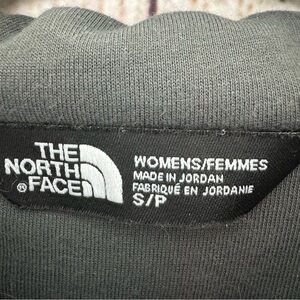 THE
NORTH
FACE
®
WOMENS/FEMMES
MADE IN JORDAN
FABRIQUÉ EN JORDANIE
S/P